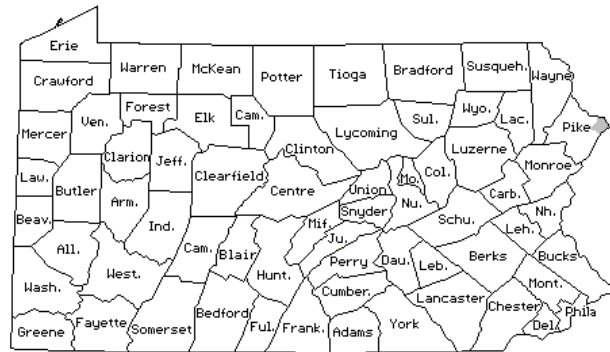 Erie
Warren McKean Potter Tioga Bradford Susqueh. Wayne
Crawford
Forest Elk Cam. Sul. Wyo. Lac. Pike
Mercer Ven. Lycoming
Clarion Jeff. Clinton Luzerne Monroe
Law. Butler Clearfield Centre Union Mo. Col. Carb.
Arm. Snyder Nu.
Beav. Ind. Mif. Schu. Leh. Nh.
All. Cam. Blair Ju.
West. Hunt. Perry Dau. Leb. Berks Bucks
Wash. Cumber. Lancaster Mont.
Greene Fayette Somerset Bedford Ful. Frank. Adams York Chester Del. Phila